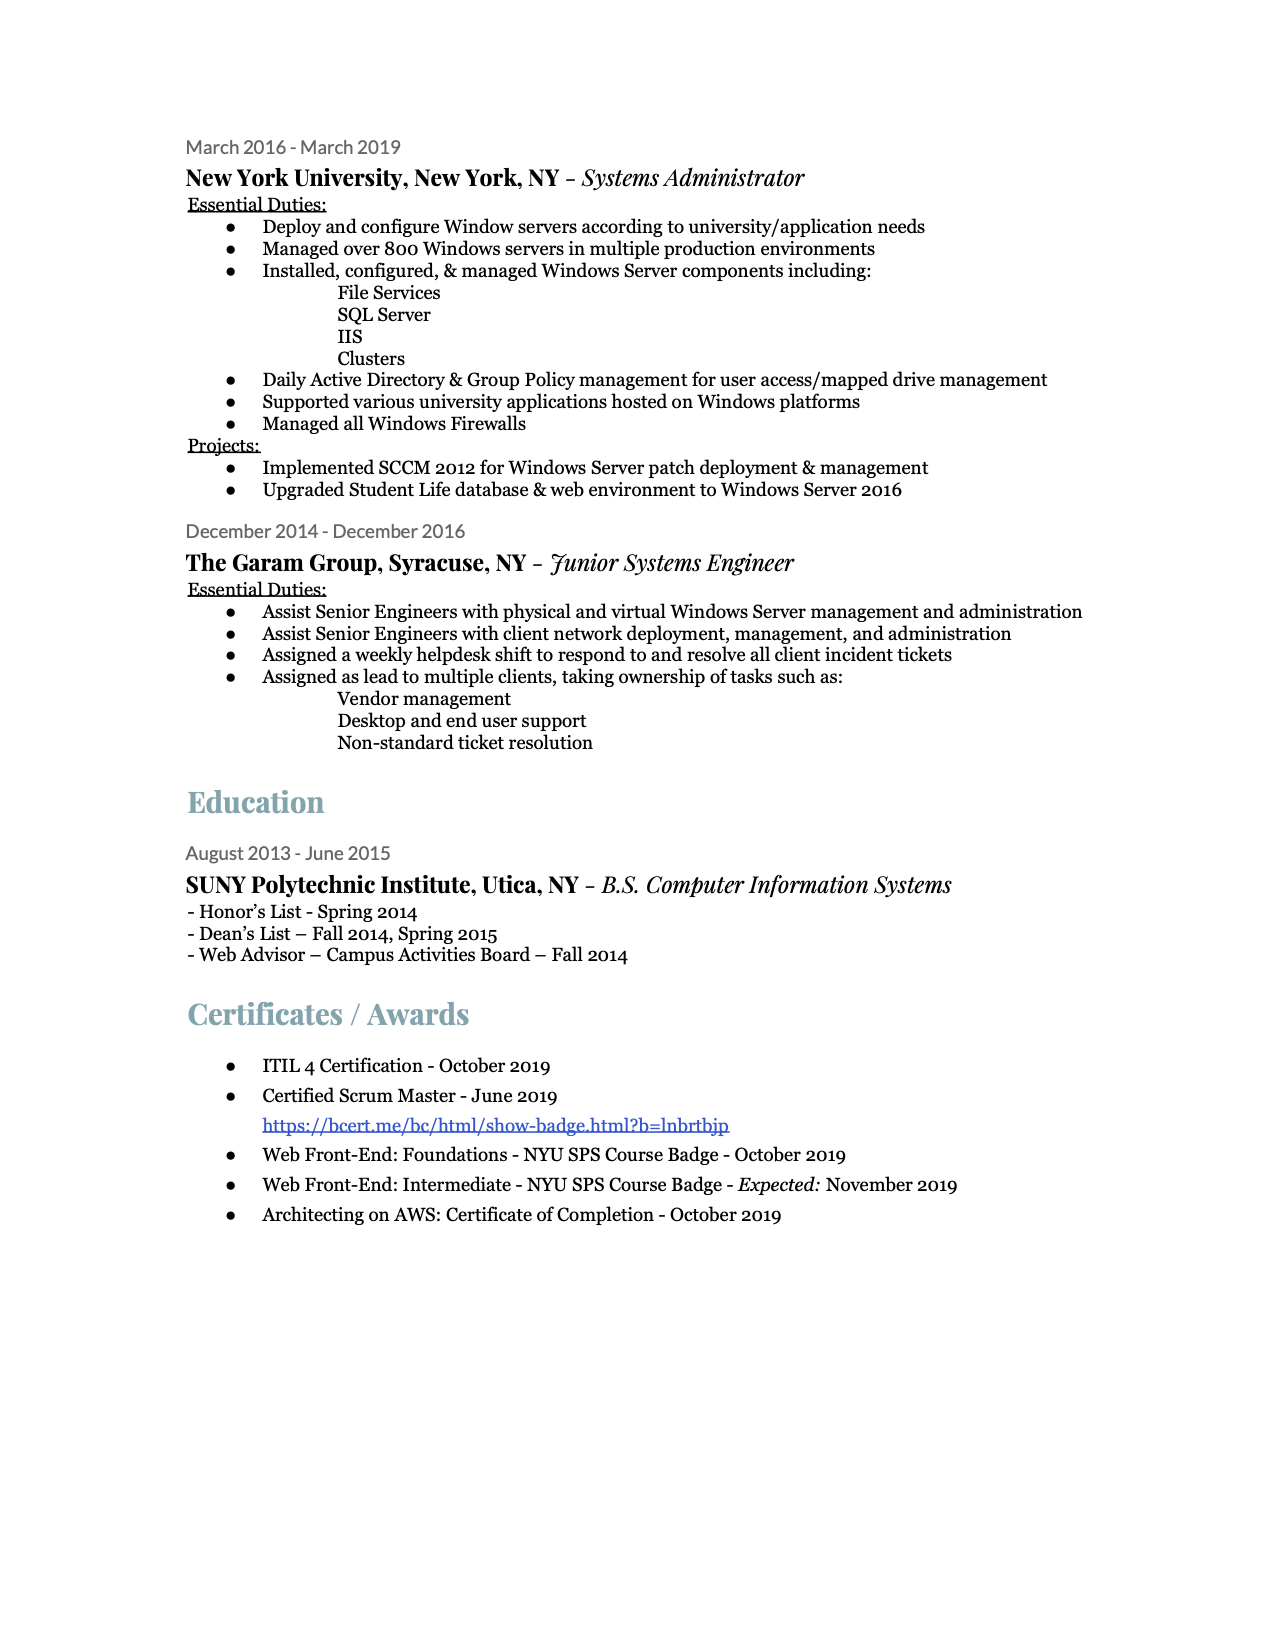 March 2016 - March 2019
New York University, New York, NY – Systems Administrator
Essential Duties:
● Deploy and configure Window servers according to university/application needs
● Managed over 800 Windows servers in multiple production environments
● Installed, configured, & managed Windows Server components including:
File Services
SQL Server
IIS
Clusters
● Daily Active Directory & Group Policy management for user access/mapped drive management
● Supported various university applications hosted on Windows platforms
● Managed all Windows Firewalls
Projects:
● Implemented SCCM 2012 for Windows Server patch deployment & management
● Upgraded Student Life database & web environment to Windows Server 2016
December 2014 - December 2016
The Garam Group, Syracuse, NY – Junior Systems Engineer
Essential Duties:
● Assist Senior Engineers with physical and virtual Windows Server management and administration
● Assist Senior Engineers with client network deployment, management, and administration
● Assigned a weekly helpdesk shift to respond to and resolve all client incident tickets
● Assigned as lead to multiple clients, taking ownership of tasks such as:
Vendor management
Desktop and end user support
Non-standard ticket resolution
Education
August 2013 - June 2015
SUNY Polytechnic Institute, Utica, NY – B.S. Computer Information Systems
- Honor’s List - Spring 2014
- Dean’s List – Fall 2014, Spring 2015
- Web Advisor – Campus Activities Board – Fall 2014
Certificates / Awards
● ITIL 4 Certification - October 2019
● Certified Scrum Master - June 2019
https://bcert.me/bc/html/show-badge.html?b=lnbrtbjp
● Web Front-End: Foundations - NYU SPS Course Badge - October 2019
● Web Front-End: Intermediate - NYU SPS Course Badge - Expected: November 2019
● Architecting on AWS: Certificate of Completion - October 2019